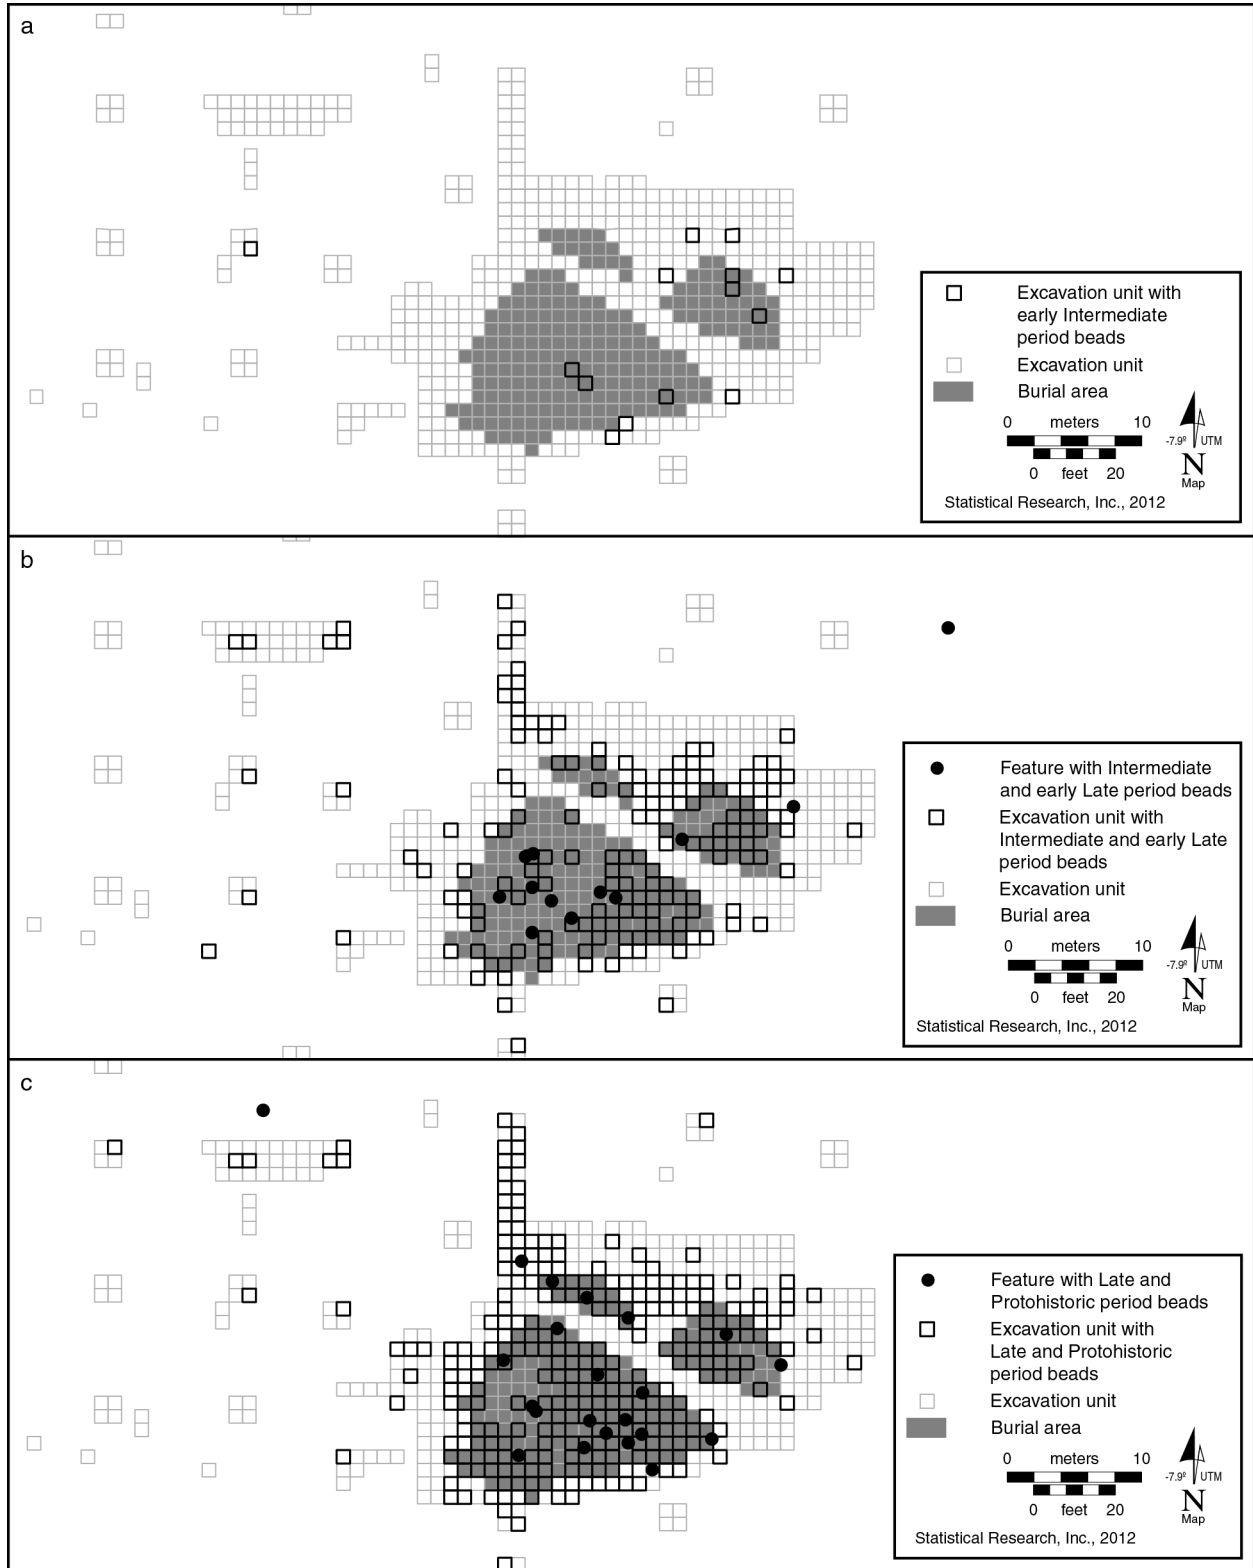 a
Excavation unit with
early Intermediate
period beads
Excavation unit
Burial area
0 meters 10
0 feet 20
-7.9º UTM
N
Map
Statistical Research, Inc., 2012
b
Feature with Intermediate
and early Late period beads
Excavation unit with
Intermediate and early Late
period beads
Excavation unit
Burial area
0 meters 10
0 feet 20
-7.9º UTM
N
Map
Statistical Research, Inc., 2012
c
Feature with Late and
Protohistoric period beads
Excavation unit with
Late and Protohistoric
period beads
Excavation unit
Burial area
0 meters 10
0 feet 20
-7.9º UTM
N
Map
Statistical Research, Inc., 2012